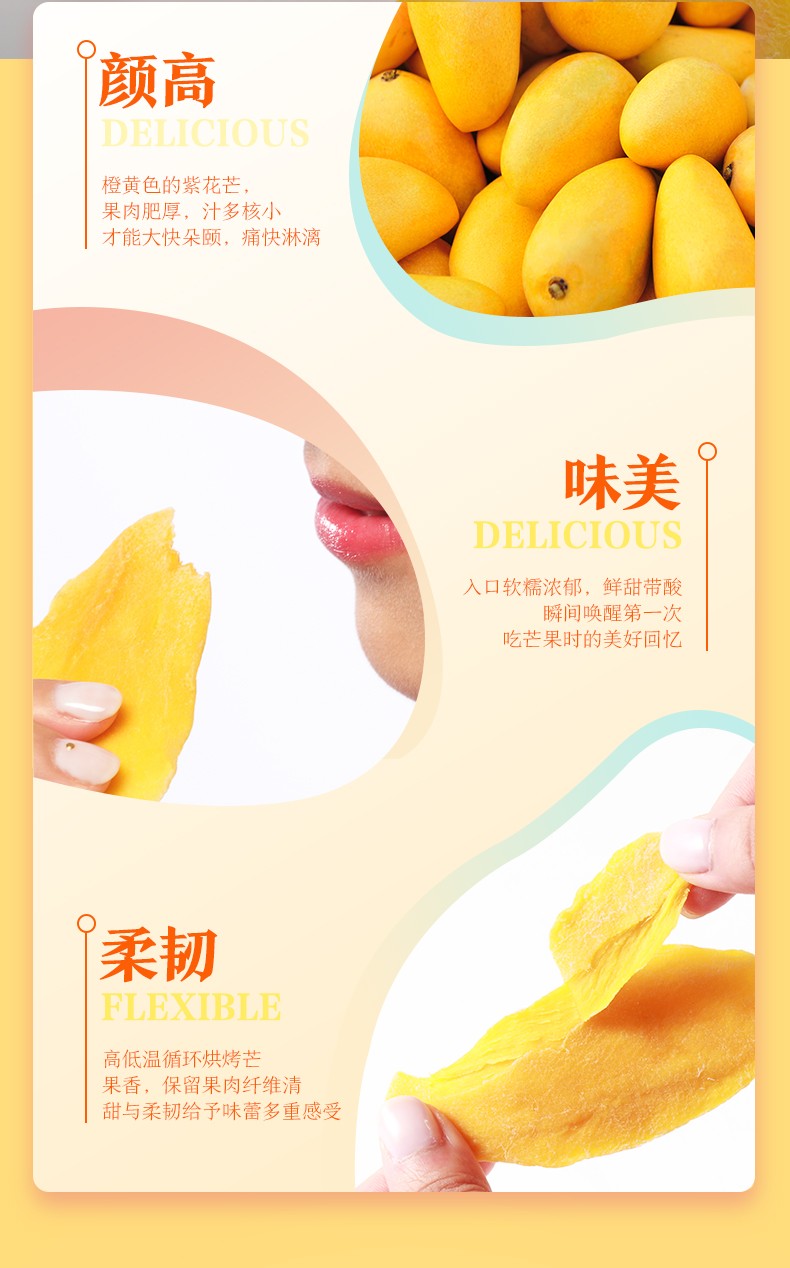 颜高
DELICIOUS
橙黄色的紫花芒，
果肉肥厚，汁多核小
才能大快朵颐，痛快淋漓
味美
DELICIOUS
入口软糯浓郁，鲜甜带酸
瞬间唤醒第一次
吃芒果时的美好回忆
柔韧
FLEXIBLE
高低温循环烘烤芒
果香，保留果肉纤维清
甜与柔韧给予味蕾多重感受